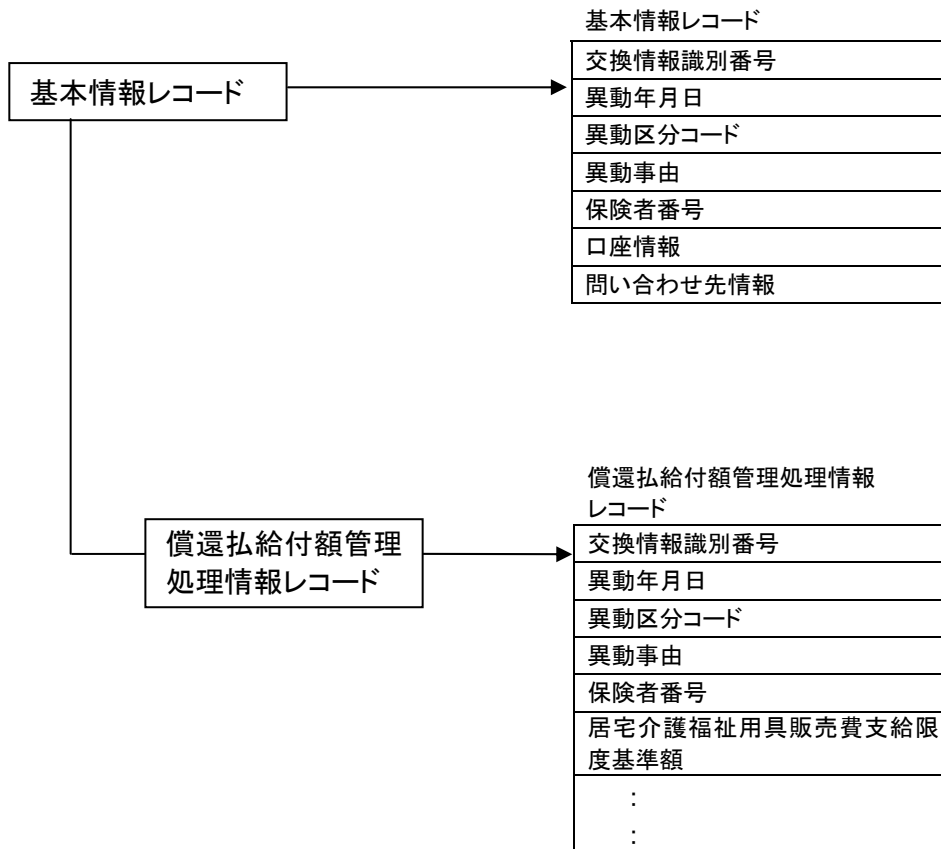 基本情報レコード
基本情報レコード
交換情報識別番号
異動年月日
異動区分コード
異動事由
保険者番号
口座情報
問い合わせ先情報
償還払給付額管理
処理情報レコード
償還払給付額管理処理情報
レコード
交換情報識別番号
異動年月日
異動区分コード
異動事由
保険者番号
居宅介護福祉用具販売費支給限
度基準額
：
：